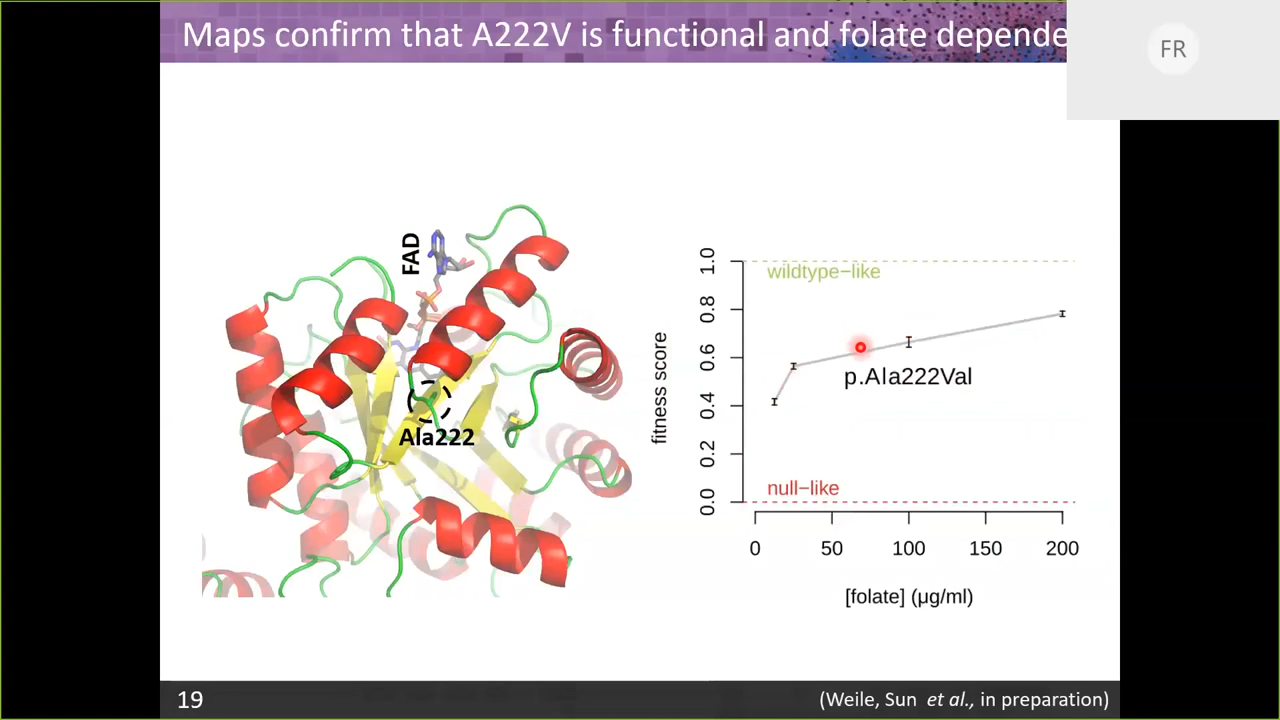 Maps confirm that A222V is functional and folate depende
FR
FAD
Ala222
fitness score
1.0
0.8
0.6
0.4
0.2
0.0
wildtype−like
p.Ala222Val
null−like
0 50 100 150 200
[folate] (μg/ml)
19
(Weile, Sun et al., in preparation)